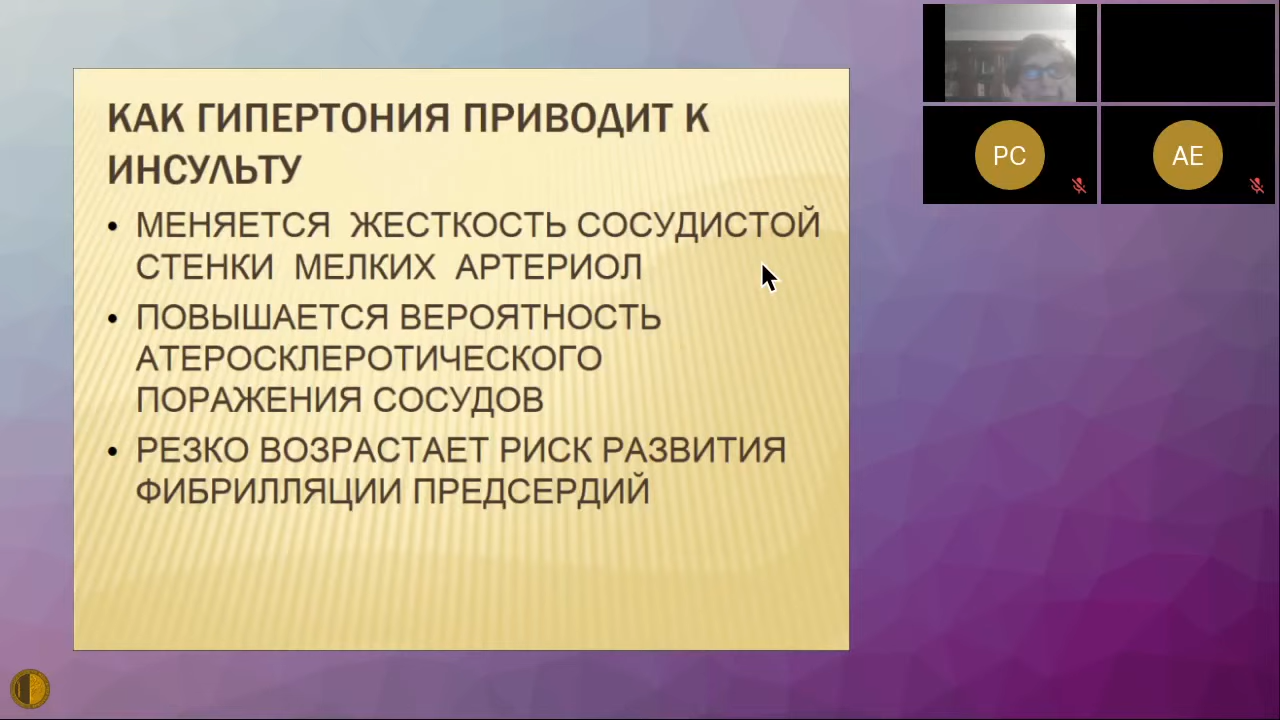 КАК ГИПЕРТОНИЯ ПРИВОДИТ К
ИНСУЛЬТУ
• МЕНЯЕТСЯ ЖЕСТКОСТЬ СОСУДИСТОЙ
СТЕНКИ МЕЛКИХ АРТЕРИОЛ
• ПОВЫШАЕТСЯ ВЕРОЯТНОСТЬ
АТЕРОСКЛЕРОТИЧЕСКОГО
ПОРАЖЕНИЯ СОСУДОВ
• РЕЗКО ВОЗРАСТАЕТ РИСК РАЗВИТИЯ
ФИБРИЛЛЯЦИИ ПРЕДСЕРДИЙ
РС
АЕ